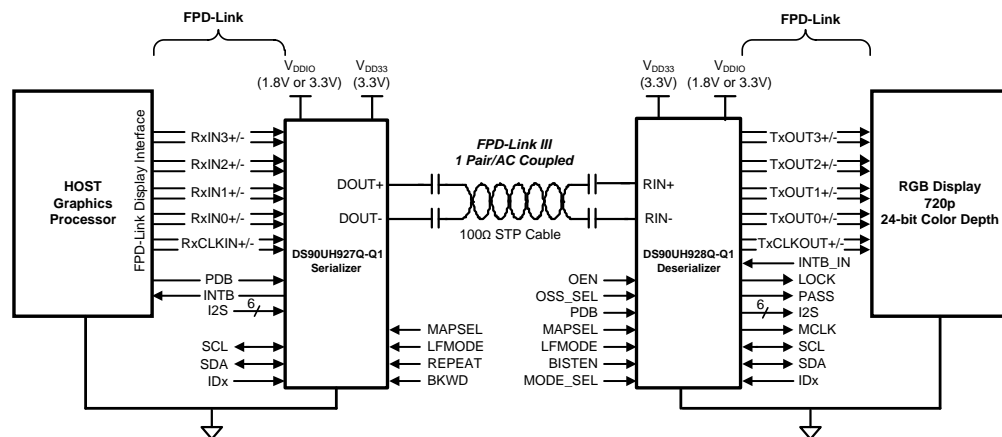 FPD-Link
FPD-Link
VDDIO
(1.8V or 3.3V)
VDD33
(3.3V)
VDD33
(3.3V)
VDDIO
(1.8V or 3.3V)
HOST
Graphics
Processor
FPD-Link Display Interface
RxIN3+/-
RxIN2+/-
RxIN1+/-
RxIN0+/-
RxCLKIN+/-
PDB
INTB
I2S
6
SCL
SDA
IDx
DOUT+
DOUT-
DS90UH927Q-Q1
Serializer
MAPSEL
LFMODE
REPEAT
BKWD
FPD-Link III
1 Pair/AC Coupled
100Ω STP Cable
RIN+
RIN-
DS90UH928Q-Q1
Deserializer
OEN
OSS_SEL
PDB
MAPSEL
LFMODE
BISTEN
MODE_SEL
TxOUT3+/-
TxOUT2+/-
TxOUT1+/-
TxOUT0+/-
TxCLKOUT+/-
INTB_IN
LOCK
PASS
6
I2S
MCLK
SCL
SDA
IDx
RGB Display
720p
24-bit Color Depth